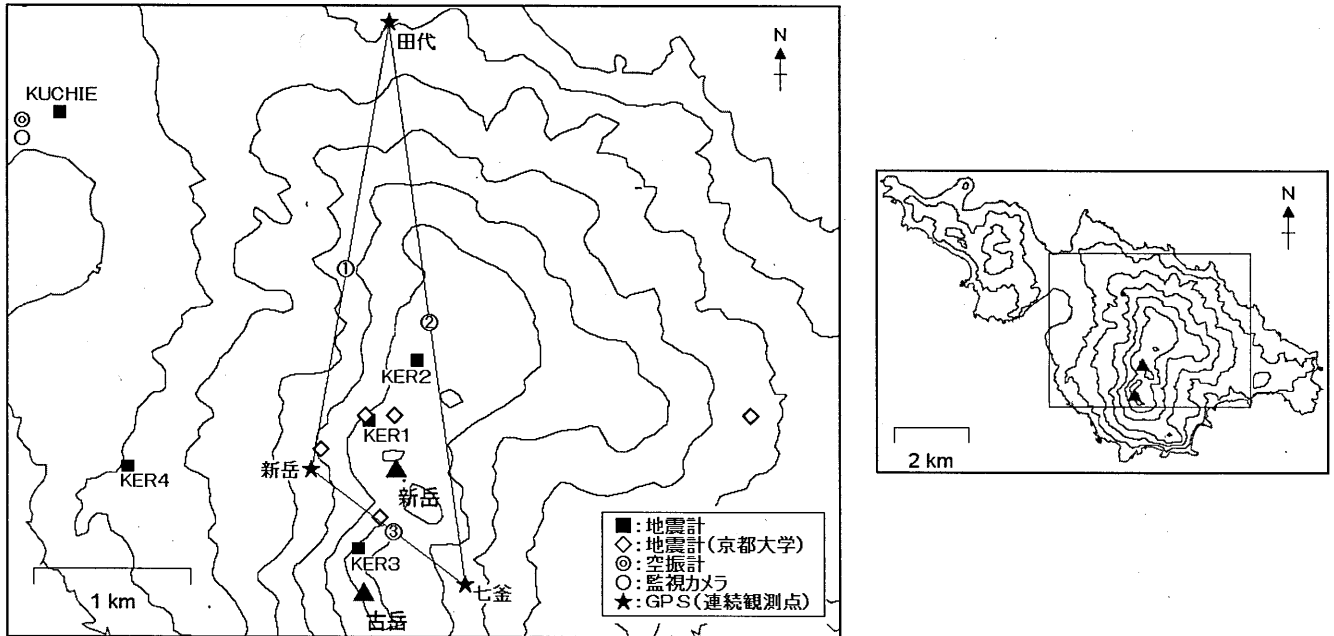 田代
N
KUCHIE
①
②
KER2
KER1
新岳
新岳
KER4
③
KER3
七釜
古岳
1 km
■：地震計
◇：地震計（京都大学）
◎：空振計
○：監視カメラ
★：GPS（連続観測点）
N
2 km